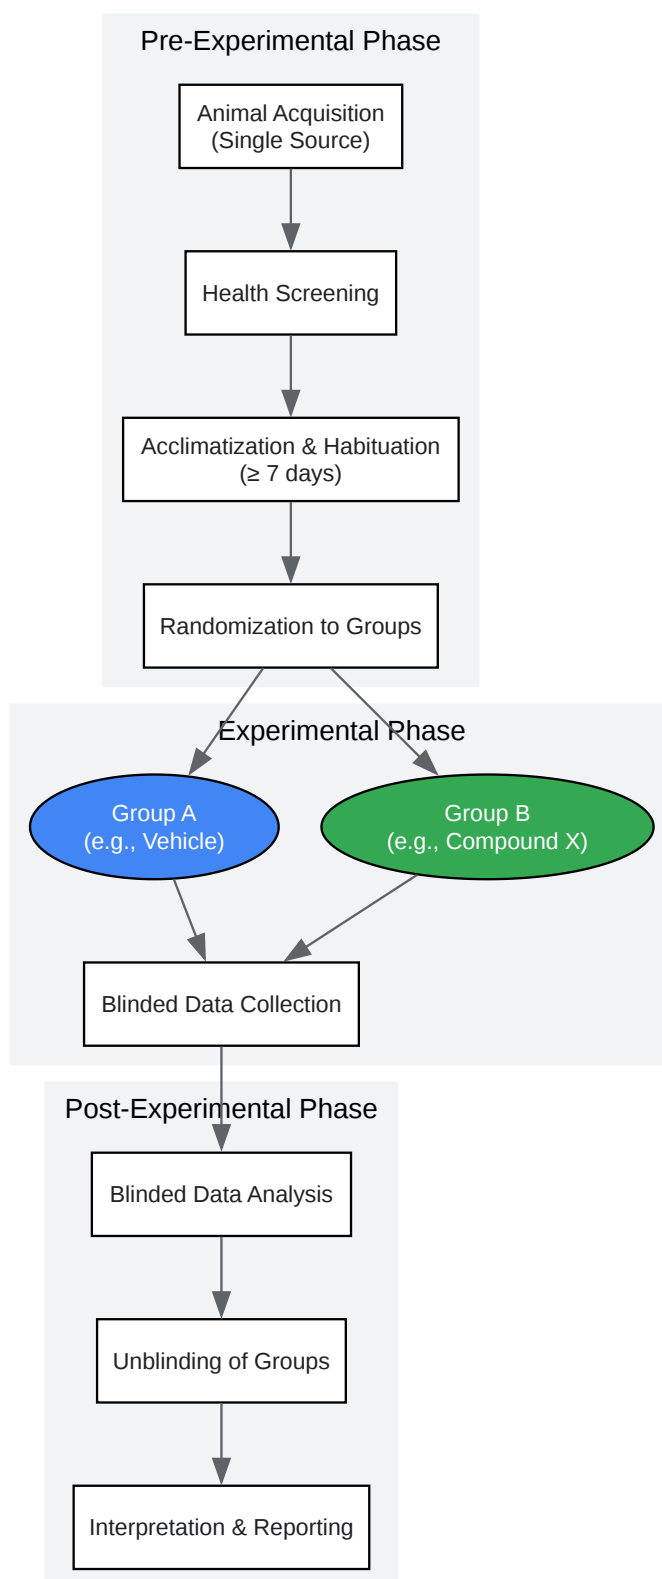 Pre-Experimental Phase
Animal Acquisition
(Single Source)
Health Screening
Acclimatization & Habituation
(≥ 7 days)
Randomization to Groups
Experimental Phase
Group A
(e.g., Vehicle)
Group B
(e.g., Compound X)
Blinded Data Collection
Post-Experimental Phase
Blinded Data Analysis
Unblinding of Groups
Interpretation & Reporting